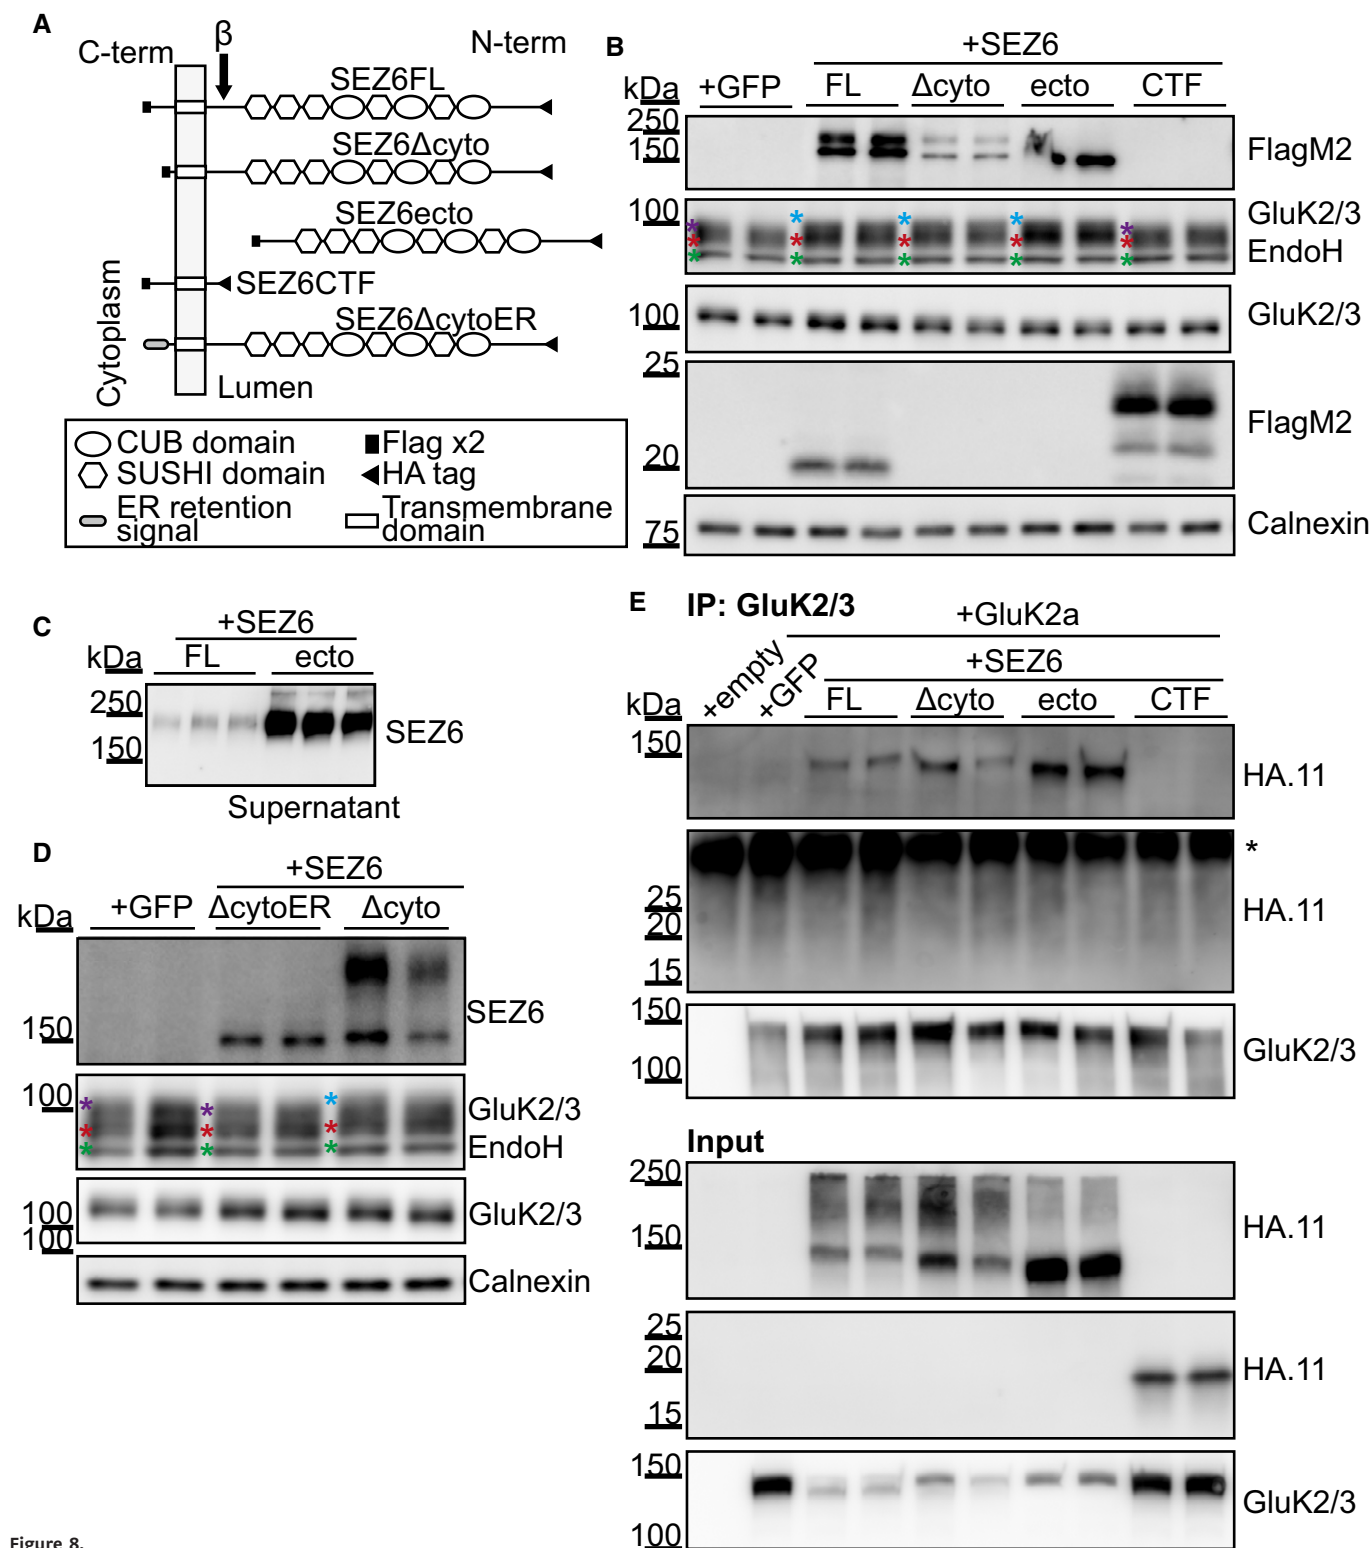 A
C-term
β
N-term
SEZ6FL
SEZ6Δcyto
SEZ6ecto
SEZ6CTF
SEZ6ΔcytoER
Cytoplasm
Lumen
CUB domain
Flag x2
SUSHI domain
HA tag
ER retention signal
Transmembrane domain
B
+SEZ6
kDa
+GFP
FL
Δcyto
ecto
CTF
250
150
FlagM2
100
* * * * *
* * * * *
* * * * *
GluK2/3
EndoH
100
GluK2/3
25
20
FlagM2
75
Calnexin
C
+SEZ6
kDa
FL
ecto
250
150
SEZ6
Supernatant
D
+SEZ6
kDa
+GFP
ΔcytoER
Δcyto
150
SEZ6
100
* * *
* * *
* * *
GluK2/3
EndoH
100
GluK2/3
100
Calnexin
E
IP: GluK2/3
+GluK2a
+empty
+GFP
+SEZ6
kDa
FL
Δcyto
ecto
CTF
150
HA.11
*
25
20
15
HA.11
150
100
GluK2/3
Input
250
150
HA.11
25
20
15
HA.11
150
100
GluK2/3
Figure 8.